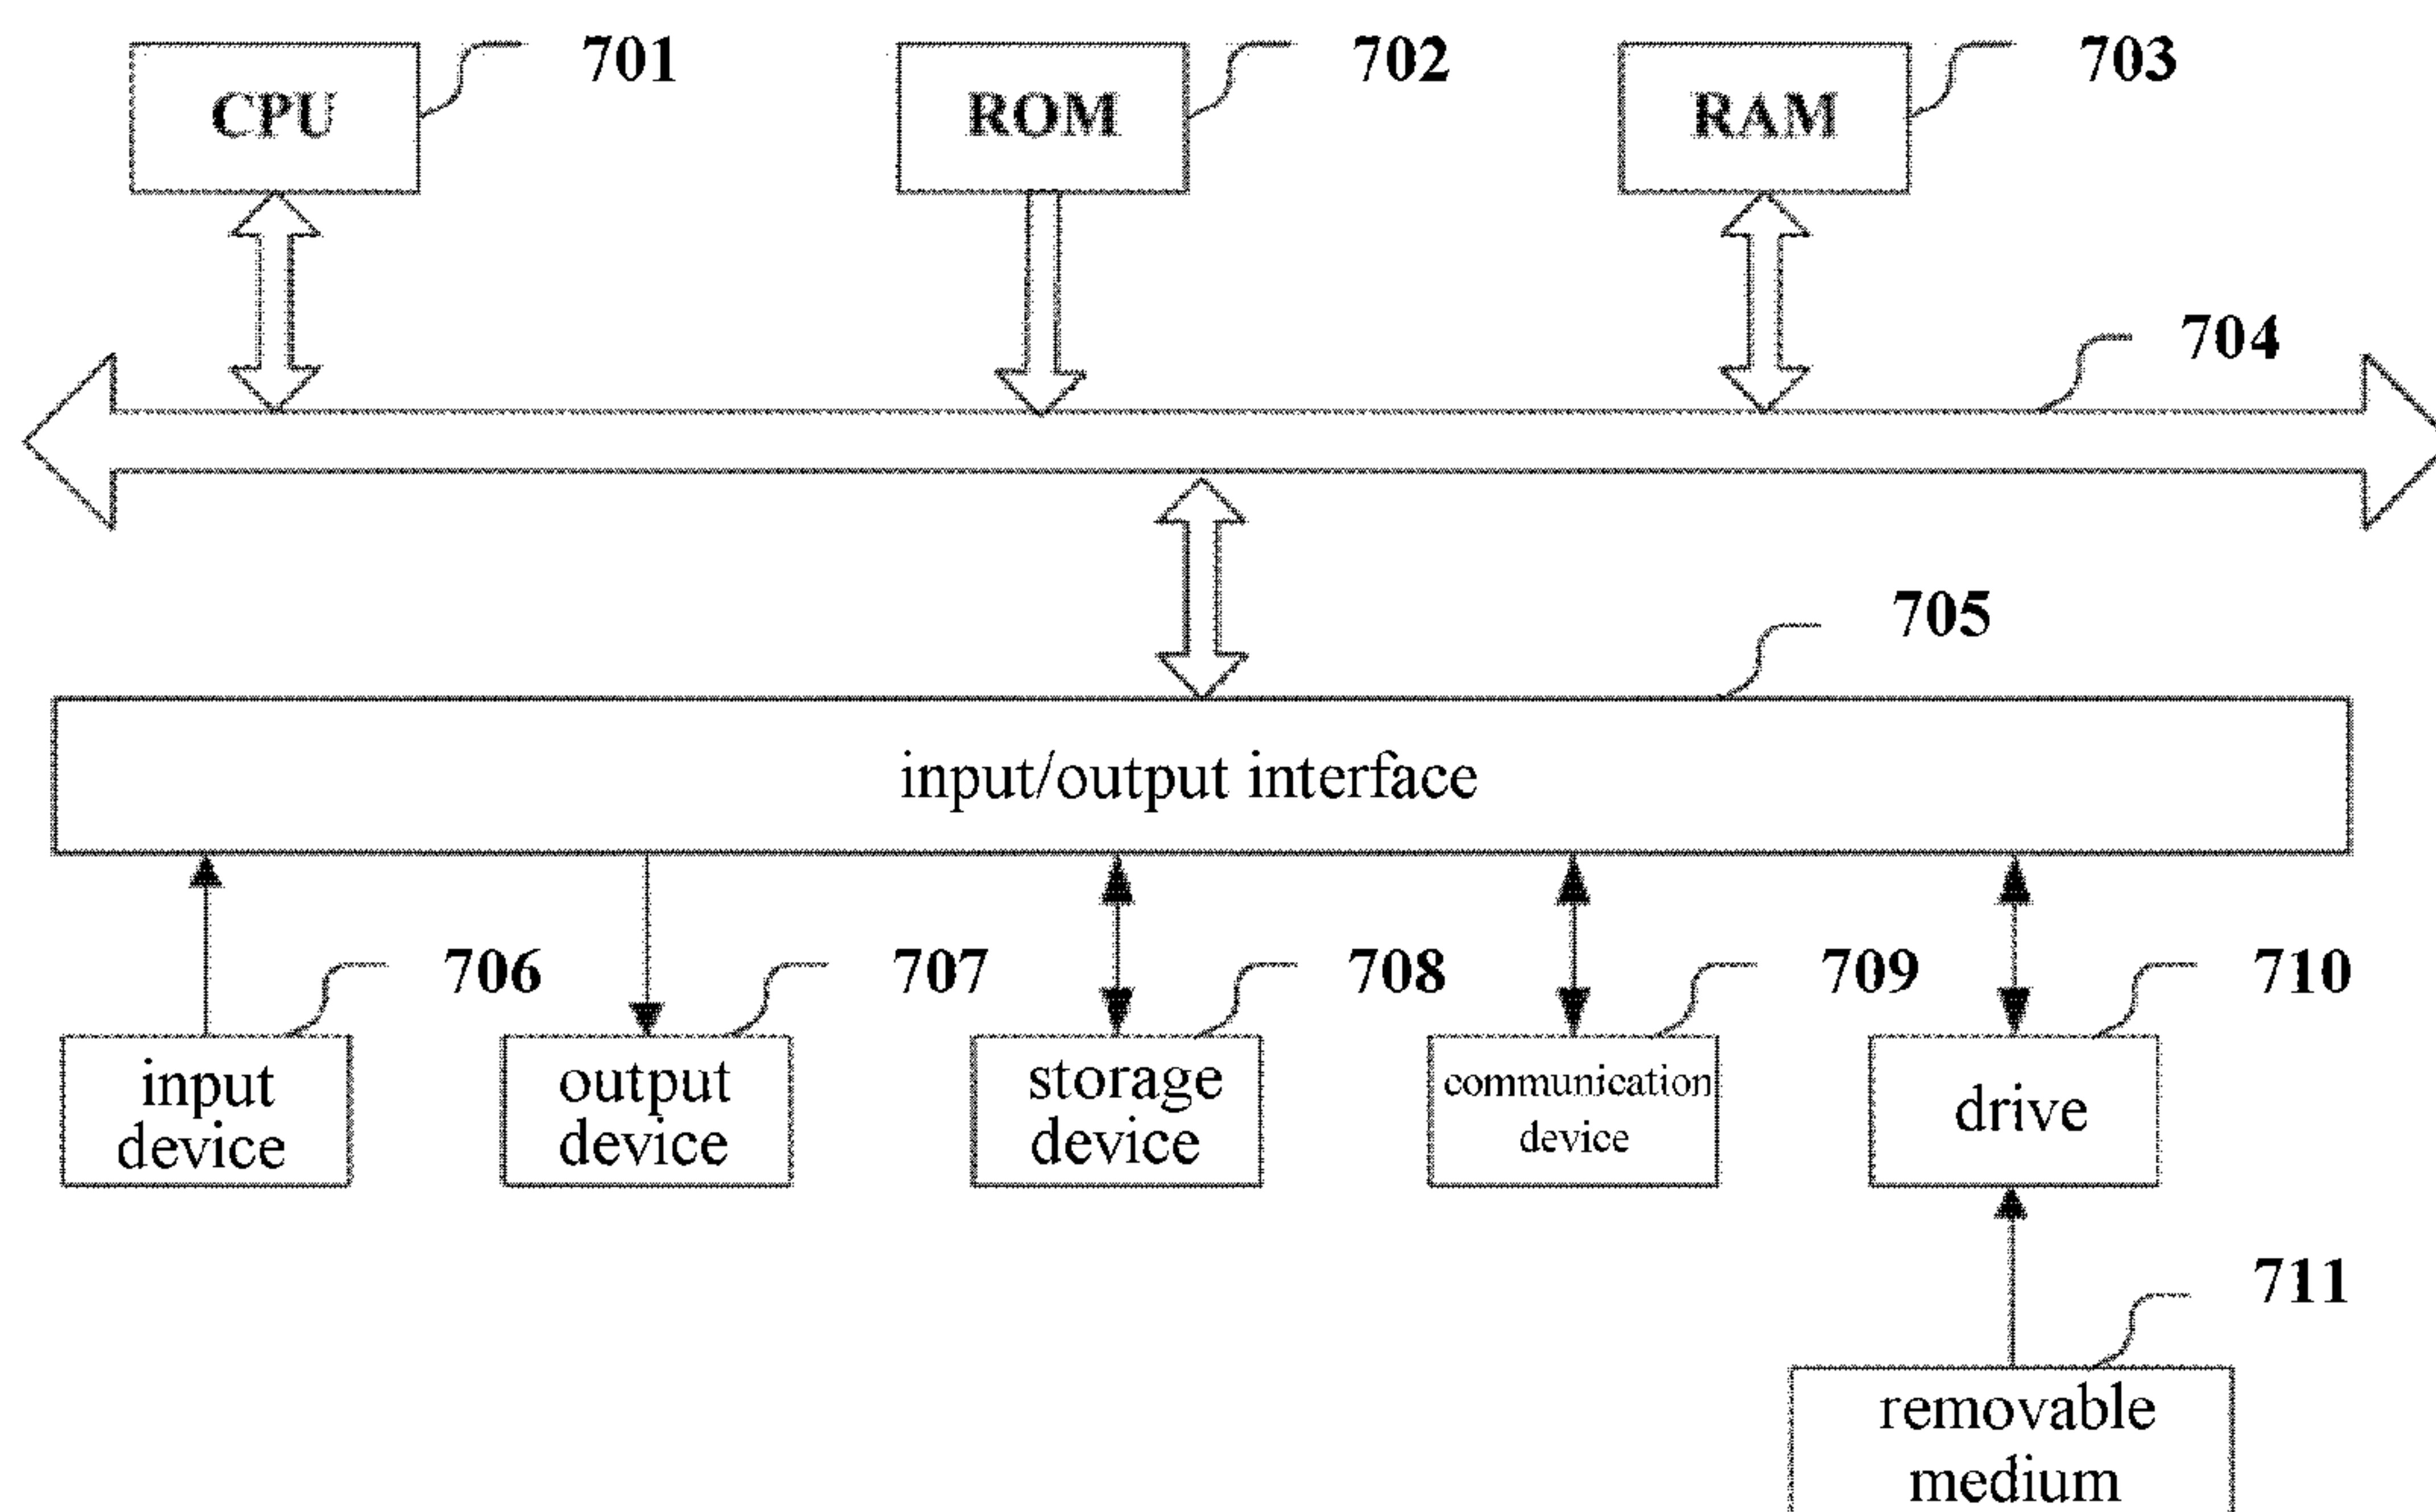 CPU
701
ROM
702
RAM
703
704
705
input/output interface
706
707
708
709
710
input
device
output
device
storage
device
communication
device
drive
711
removable
medium